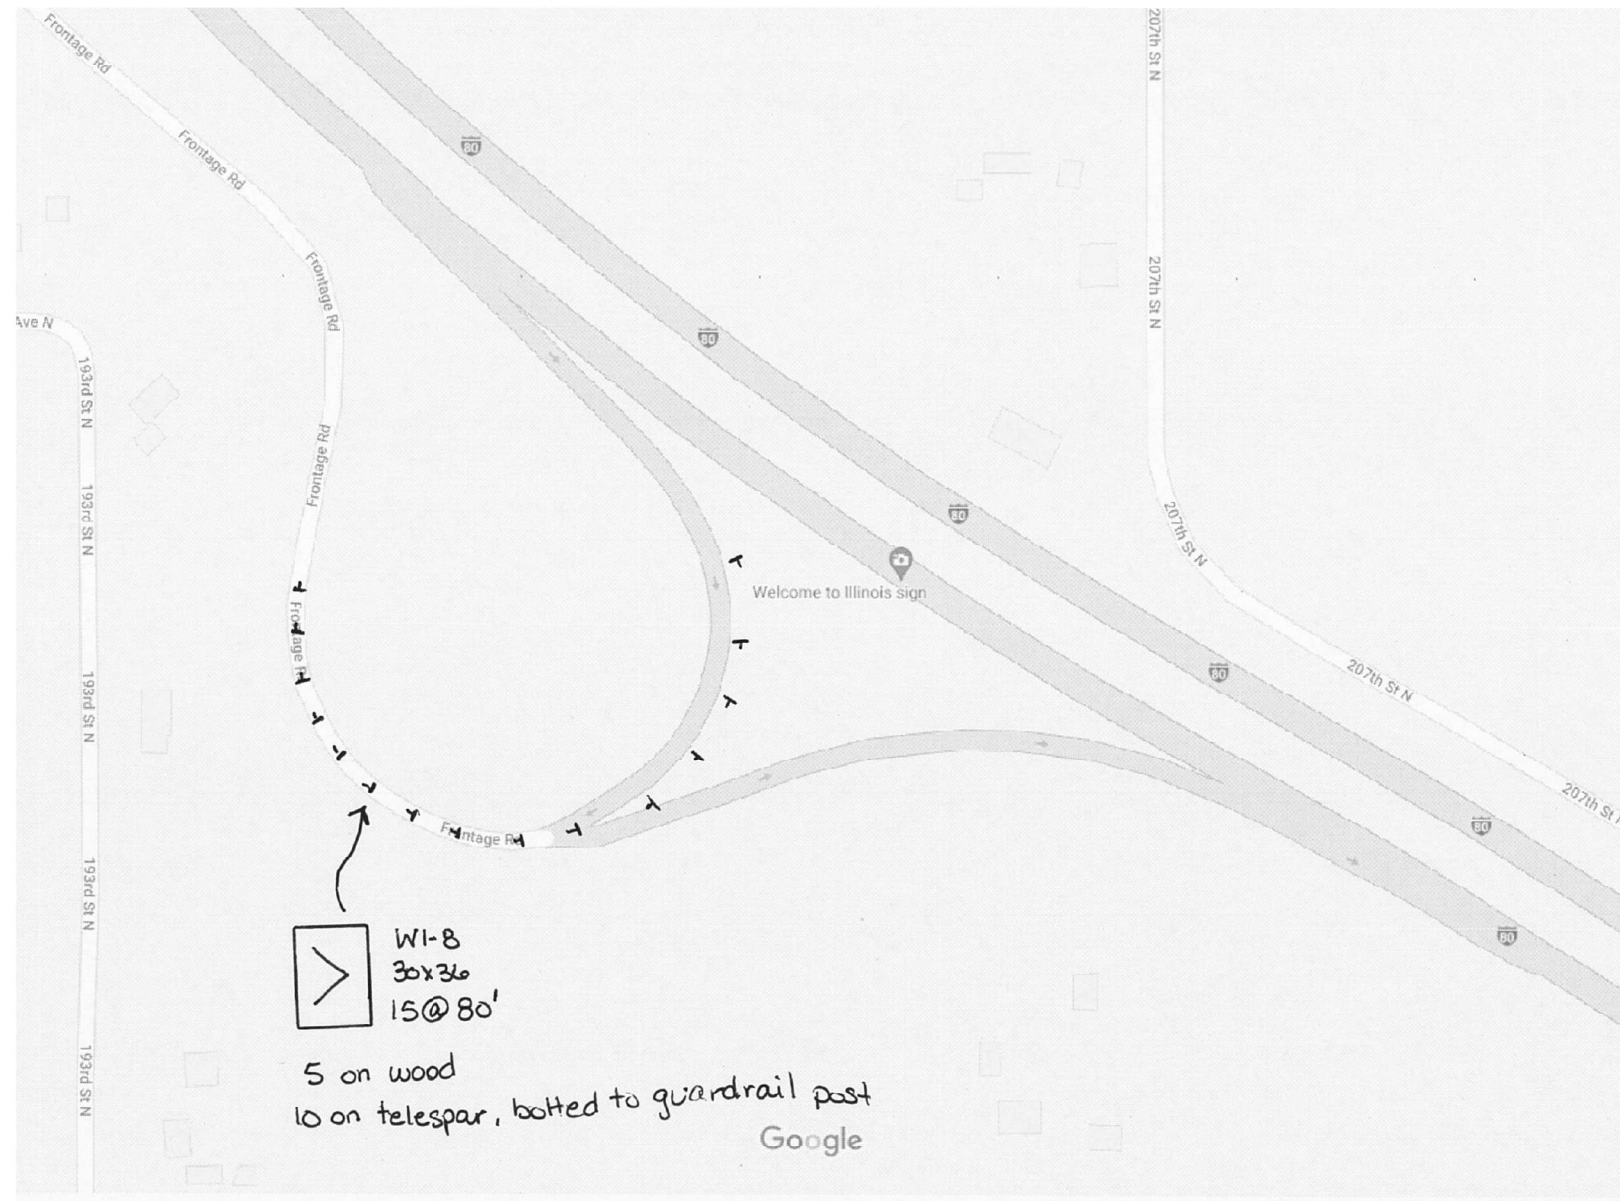 Frontage Rd
Frontage Rd
Frontage Rd
Frontage Rd
Frontage Rd
Frontage Rd
80
80
80
80
80
80
207th St N
207th St N
207th St N
207th St N
207th St N
Ave N
193rd St N
193rd St N
193rd St N
193rd St N
193rd St N
Welcome to Illinois sign
>
W1-8
30x36
15@80'
5 on wood
10 on telespar, bolted to guardrail post
Google